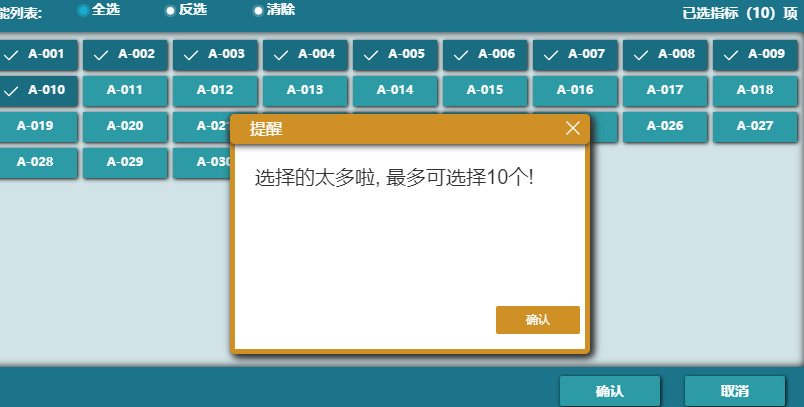 能列表: 全选 反选 清除 已选指标（10）项
A-001 A-002 A-003 A-004 A-005 A-006 A-007 A-008 A-009
A-010 A-011 A-012 A-013 A-014 A-015 A-016 A-017 A-018
A-019 A-020 A-026 A-027
A-028 A-029 A-030
提醒
选择的太多啦, 最多可选择10个!
确认
确认 取消